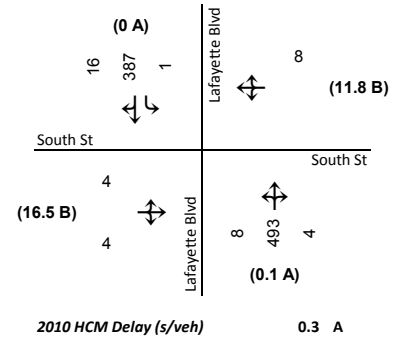 (0 A)
16 387 1
Lafayette Blvd
8
(11.8 B)
South St
South St
4
(16.5 B)
4
Lafayette Blvd
8 493 4
(0.1 A)
2010 HCM Delay (s/veh) 0.3 A